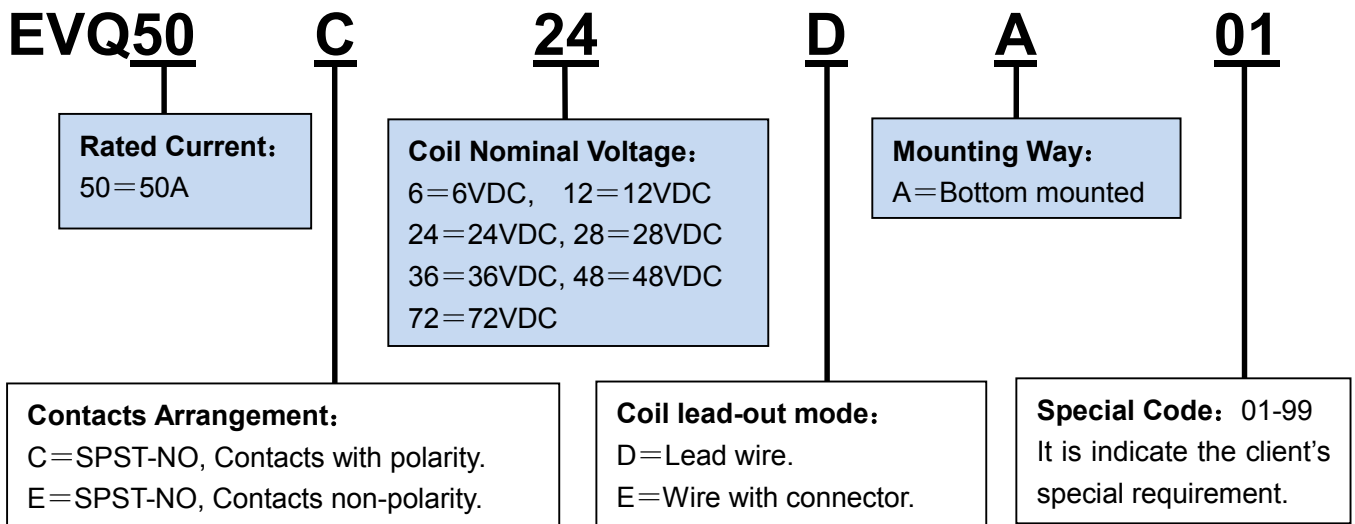 EVQ50 C 24 D A 01
Rated Current：
50＝50A
Coil Nominal Voltage：
6＝6VDC, 12＝12VDC
24＝24VDC, 28＝28VDC
36＝36VDC, 48＝48VDC
72＝72VDC
Mounting Way：
A＝Bottom mounted
Contacts Arrangement：
C＝SPST-NO, Contacts with polarity.
E＝SPST-NO, Contacts non-polarity.
Coil lead-out mode：
D＝Lead wire.
E＝Wire with connector.
Special Code：01-99
It is indicate the client’s
special requirement.